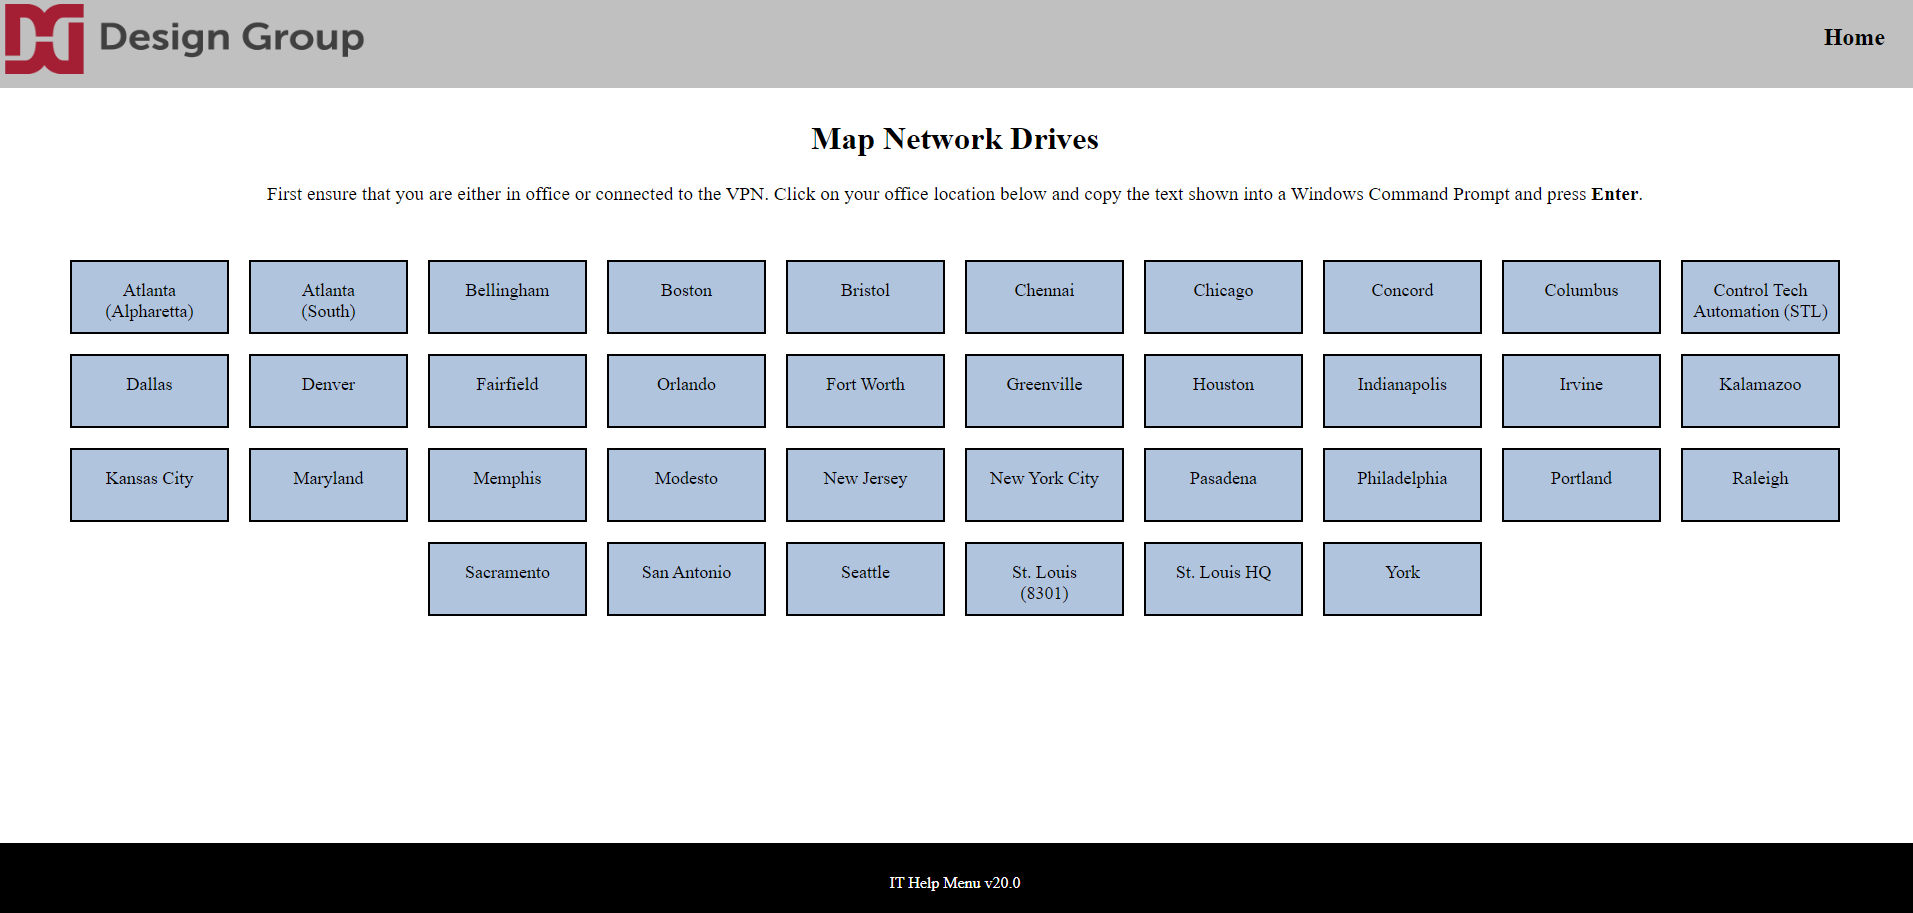 Design Group
Home
Map Network Drives
First ensure that you are either in office or connected to the VPN. Click on your office location below and copy the text shown into a Windows Command Prompt and press Enter.
Atlanta
(Alpharetta)
Atlanta
(South)
Bellingham
Boston
Bristol
Chennai
Chicago
Concord
Columbus
Control Tech
Automation (STL)
Dallas
Denver
Fairfield
Orlando
Fort Worth
Greenville
Houston
Indianapolis
Irvine
Kalamazoo
Kansas City
Maryland
Memphis
Modesto
New Jersey
New York City
Pasadena
Philadelphia
Portland
Raleigh
Sacramento
San Antonio
Seattle
St. Louis
(8301)
St. Louis HQ
York
IT Help Menu v20.0